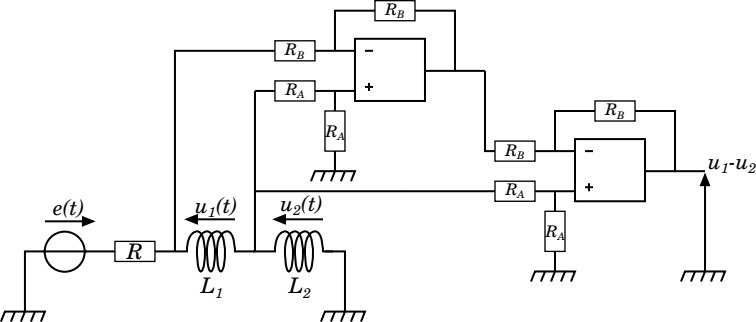 R_B
R_B
−
R_A
+
R_A
R_B
R_B
−
u_1-u_2
R_A
+
e(t)
u_1(t)
u_2(t)
R_A
R
L_1
L_2